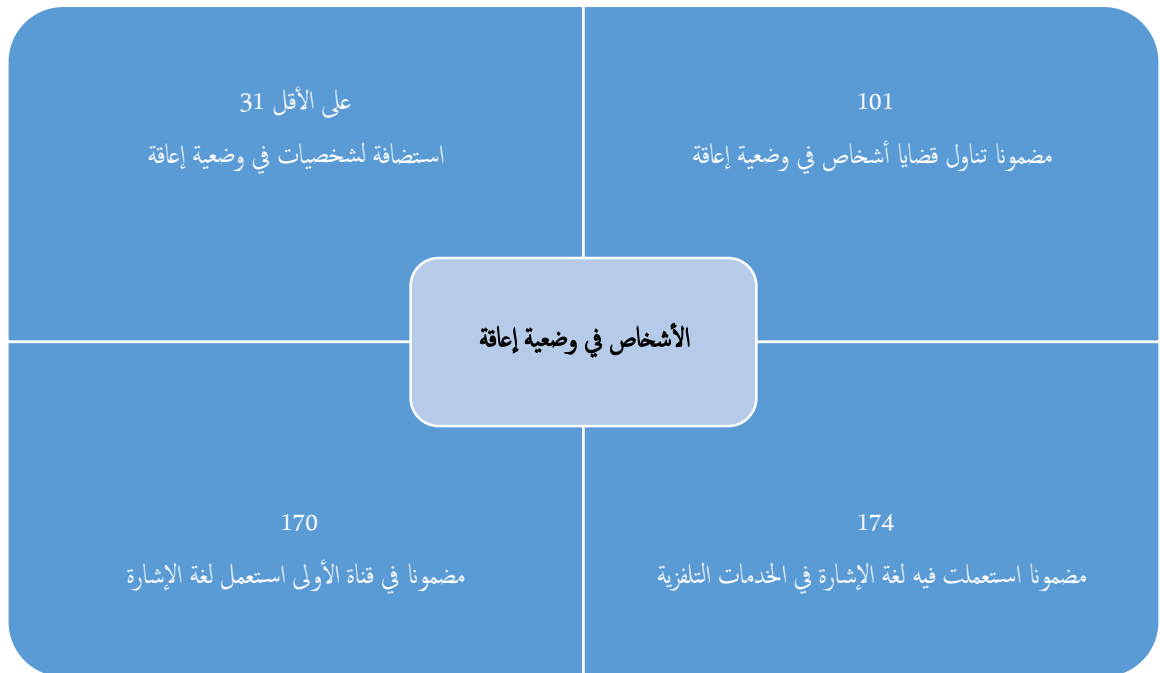 101
مضمونا تناول قضايا أشخاص في وضعية إعاقة
على الأقل 31
استضافة لشخصيات في وضعية إعاقة
الأشخاص في وضعية إعاقة
174
مضمونا استعملت فيه لغة الإشارة في الخدمات التلفزية
170
مضمونا في قناة الأولى استعمل لغة الإشارة